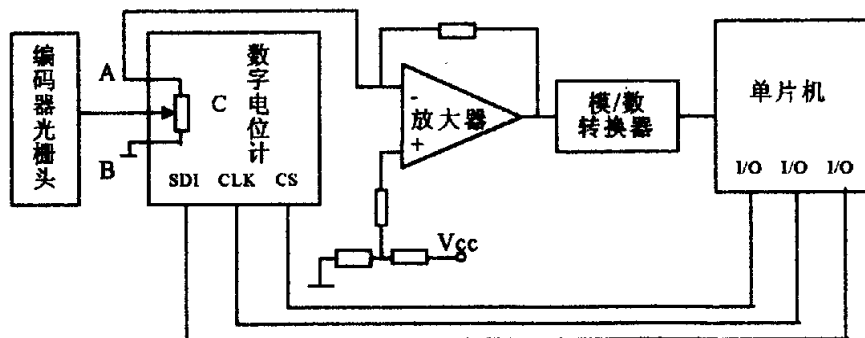 编码器光栅头
A
B
C
数字电位计
SDI CLK CS
-
放大器
+
Vcc
模/数
转换器
单片机
I/O I/O I/O